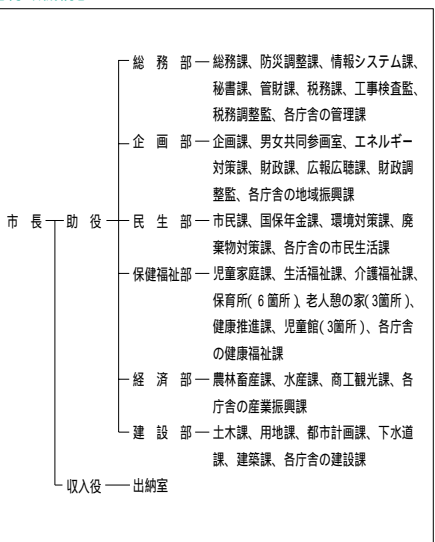 総務部 総務課、防災調整課、情報システム課、
秘書課、管財課、税務課、工事検査監、
税務調整監、各庁舎の管理課
企画部 企画課、男女共同参画室、エネルギー
対策課、財政課、広報広聴課、財政調
整監、各庁舎の地域振興課
市長 助役 民生部 市民課、国保年金課、環境対策課、廃
棄物対策課、各庁舎の市民生活課
保健福祉部 児童家庭課、生活福祉課、介護福祉課、
保育所(6箇所)、老人憩の家(3箇所)、
健康推進課、児童館(3箇所)、各庁舎
の健康福祉課
経済部 農林畜産課、水産課、商工観光課、各
庁舎の産業振興課
建設部 土木課、用地課、都市計画課、下水道
課、建築課、各庁舎の建設課
収入役 出納室